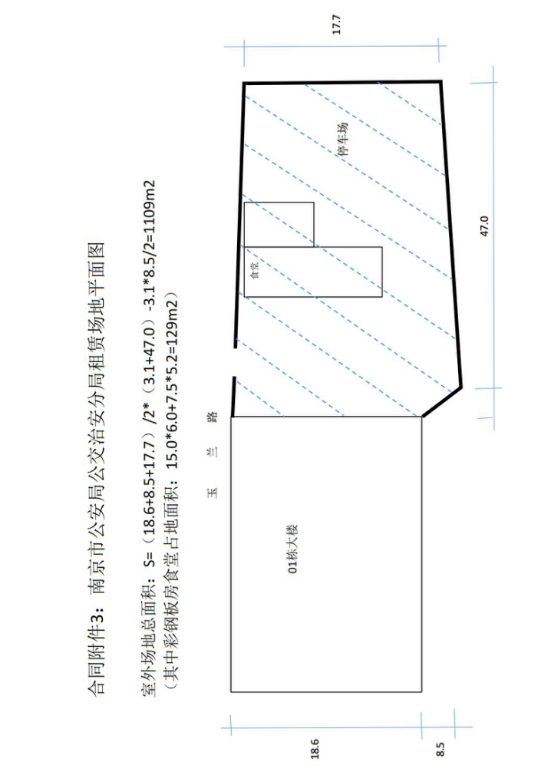 合同附件3：南京市公安局公交治安分局租赁场地平面图
室外场地总面积：S=（18.6+8.5+17.7）/2*（3.1+47.0）-3.1*8.5/2=1109m2
（其中彩钢板房食堂占地面积：15.0*6.0+7.5*5.2=129m2）
玉 兰 路
01栋大楼
食堂
停车场
18.6
8.5
47.0
17.7